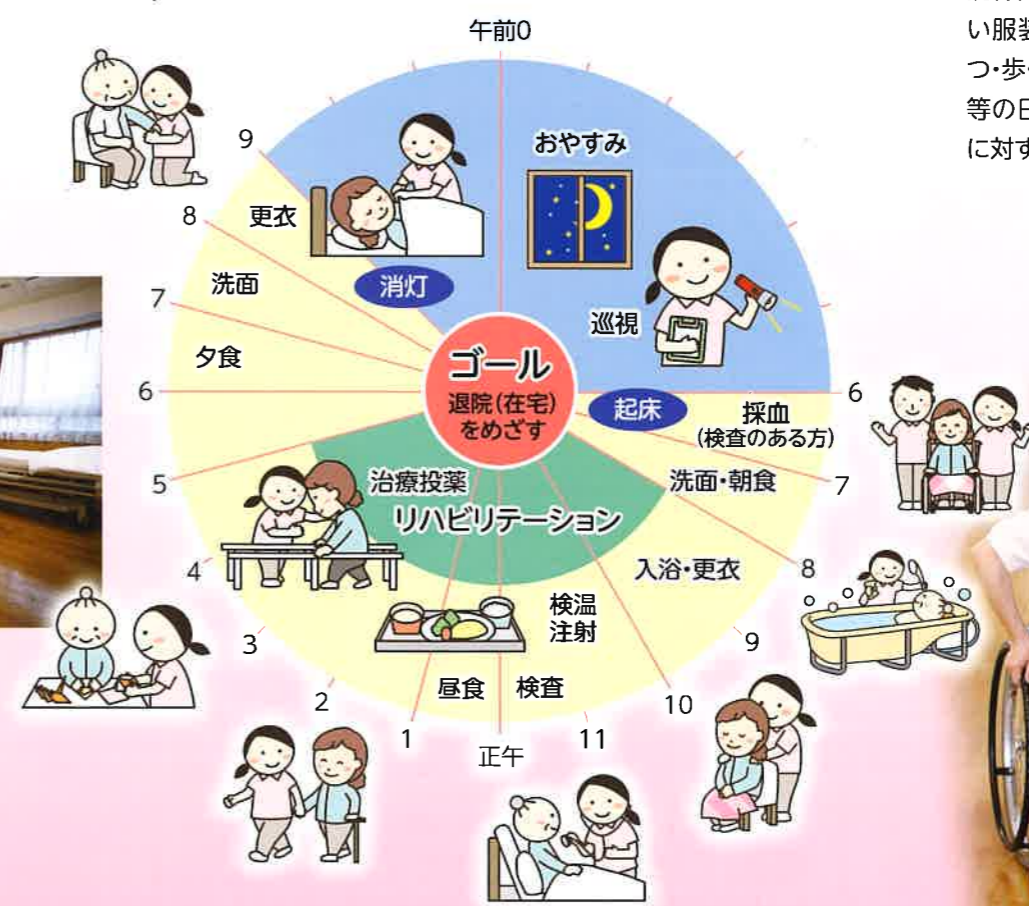 午前0
おやすみ
巡視
6
起床
採血
(検査のある方)
7
洗面・朝食
8
入浴・更衣
9
10
検温
注射
検査
11
正午
昼食
1
2
3
4
治療投薬
リハビリテーション
5
6
夕食
7
洗面
8
更衣
9
消灯
ゴール
退院(在宅)
をめざす
い服装
つ・歩
等の日
に対す